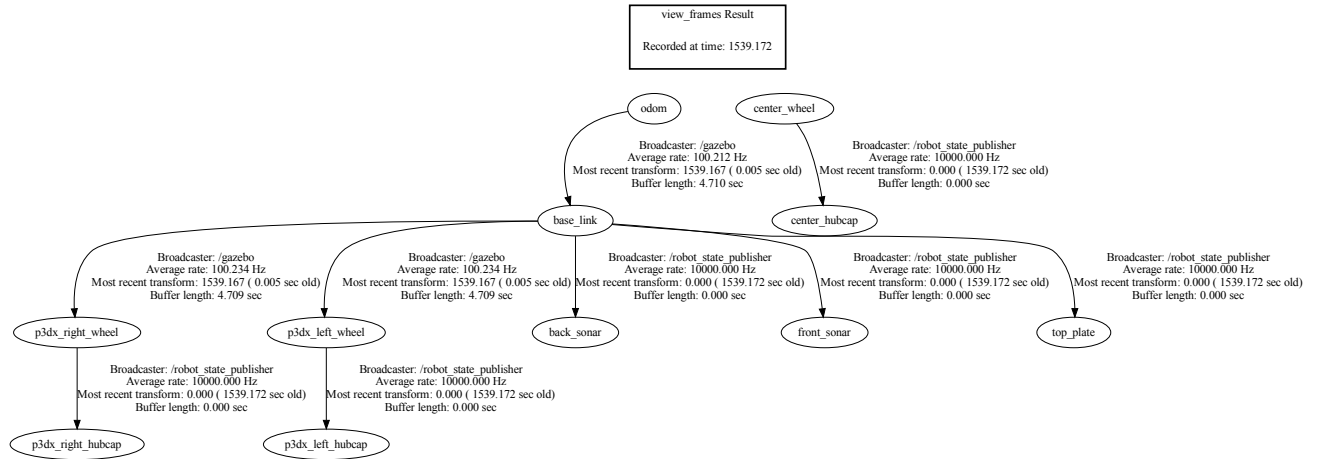 view_frames Result
Recorded at time: 1539.172
odom
center_wheel
Broadcaster: /gazebo
Average rate: 100.212 Hz
Most recent transform: 1539.167 ( 0.005 sec old)
Buffer length: 4.710 sec
Broadcaster: /robot_state_publisher
Average rate: 10000.000 Hz
Most recent transform: 0.000 ( 1539.172 sec old)
Buffer length: 0.000 sec
base_link
center_hubcap
Broadcaster: /gazebo
Average rate: 100.234 Hz
Most recent transform: 1539.167 ( 0.005 sec old)
Buffer length: 4.709 sec
Broadcaster: /gazebo
Average rate: 100.234 Hz
Most recent transform: 1539.167 ( 0.005 sec old)
Buffer length: 4.709 sec
Broadcaster: /robot_state_publisher
Average rate: 10000.000 Hz
Most recent transform: 0.000 ( 1539.172 sec old)
Buffer length: 0.000 sec
Broadcaster: /robot_state_publisher
Average rate: 10000.000 Hz
Most recent transform: 0.000 ( 1539.172 sec old)
Buffer length: 0.000 sec
Broadcaster: /robot_state_publisher
Average rate: 10000.000 Hz
Most recent transform: 0.000 ( 1539.172 sec old)
Buffer length: 0.000 sec
p3dx_right_wheel
p3dx_left_wheel
back_sonar
front_sonar
top_plate
Broadcaster: /robot_state_publisher
Average rate: 10000.000 Hz
Most recent transform: 0.000 ( 1539.172 sec old)
Buffer length: 0.000 sec
Broadcaster: /robot_state_publisher
Average rate: 10000.000 Hz
Most recent transform: 0.000 ( 1539.172 sec old)
Buffer length: 0.000 sec
p3dx_right_hubcap
p3dx_left_hubcap